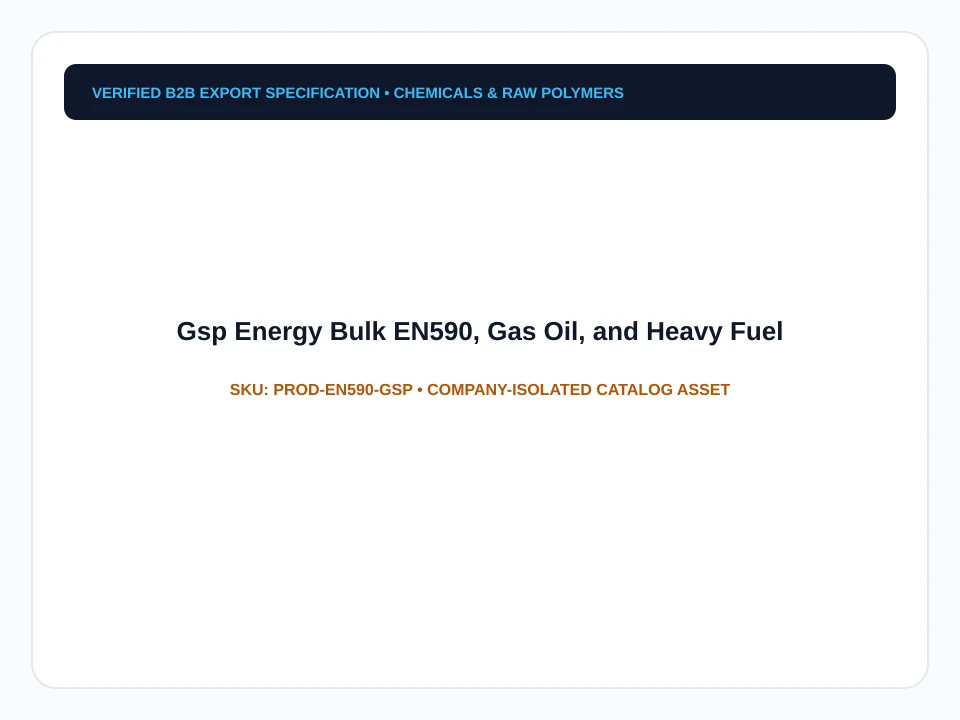 VERIFIED B2B EXPORT SPECIFICATION • CHEMICALS & RAW POLYMERS
Gsp Energy Bulk EN590, Gas Oil, and Heavy Fuel
SKU: PROD-EN590-GSP • COMPANY-ISOLATED CATALOG ASSET